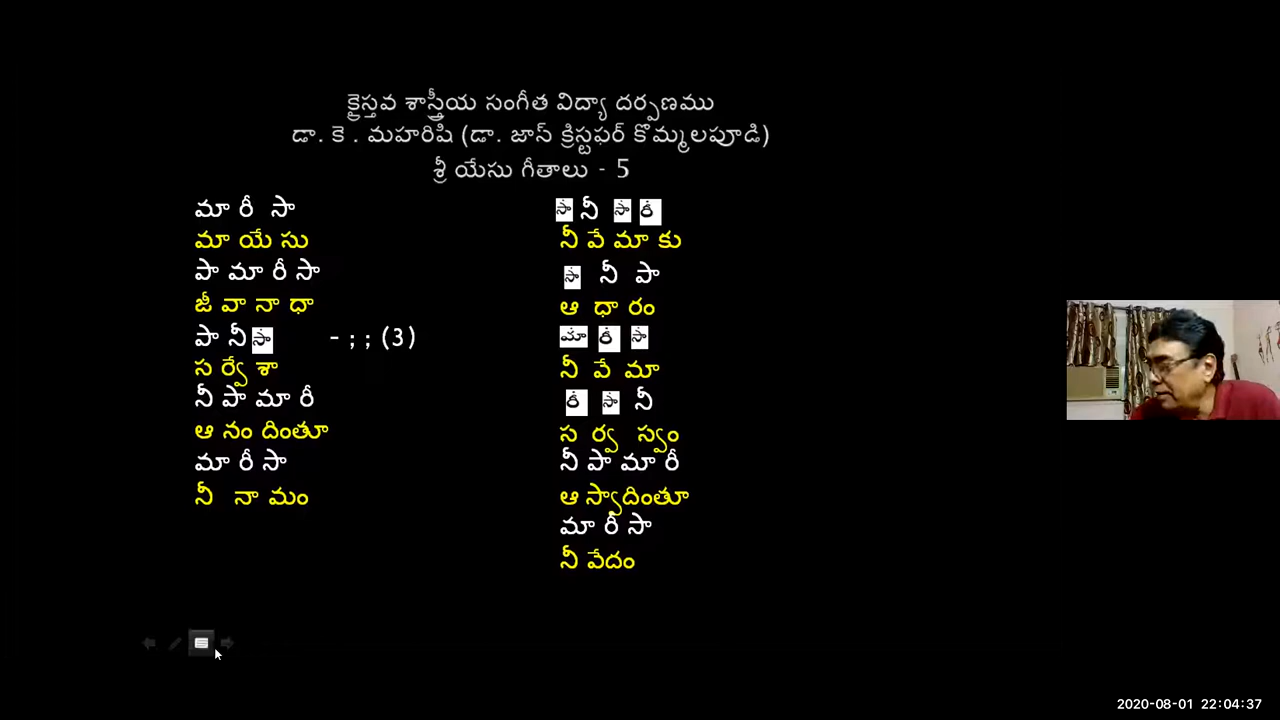 క్రైస్తవ శాస్త్రీయ సంగీత విద్యా దర్పణము
డా. కె . మహరిషి (డా. జాస్ క్రిస్టఫర్ కొమ్మలపూడి)
శ్రీ యేసు గీతాలు - 5
మా రీ సా
మా యే సు
పా మా రీ సా
జీ వా నా ధా
పా నీ సా - ; ; (3)
స ర్వే శా
నీ పా మా రీ
ఆ నం దింతూ
మా రీ సా
నీ నా మం
సా నీ సా రీ
నీ వే మా కు
సా నీ పా
ఆ ధా రం
మా రీ సా
నీ వే మా
రీ సా నీ
స ర్వ స్వం
నీ పా మా రీ
ఆ స్వాదింతూ
మా రీ సా
నీ వేదం
2020-08-01 22:04:37